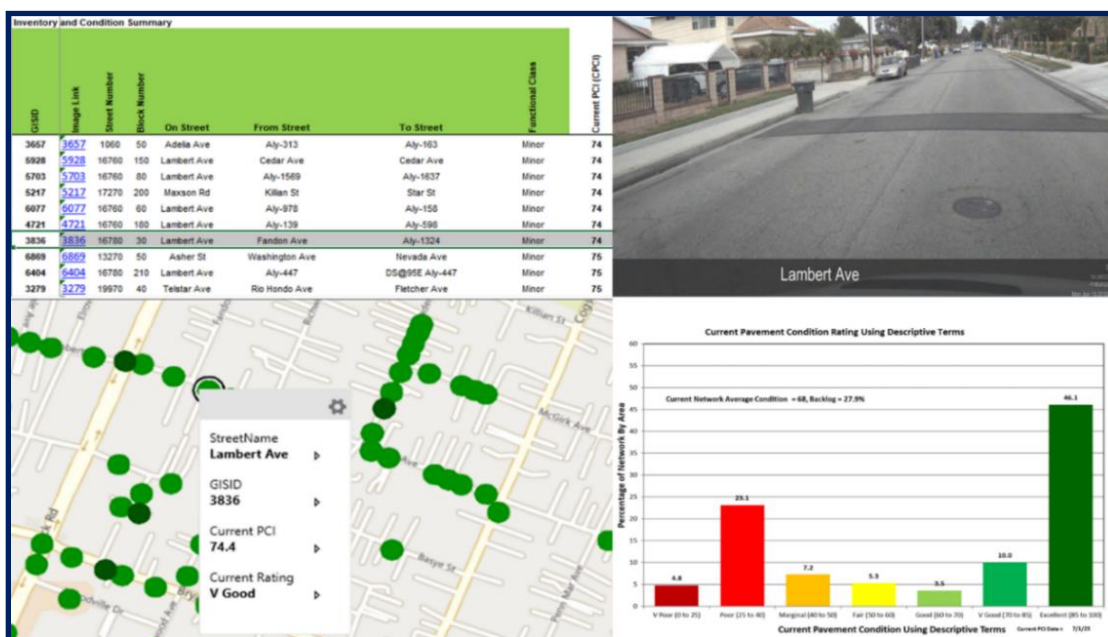 Inventory and Condition Summary
GISID Image Link Street Number Block Number On Street From Street To Street Functional Class Current PCI (CPCI)
3657 3657 1060 50 Adelia Ave Aly-313 Aly-163 Minor 74
5928 5928 16760 150 Lambert Ave Cedar Ave Cedar Ave Minor 74
5703 5703 16760 80 Lambert Ave Aly-1569 Aly-1637 Minor 74
5217 5217 17270 200 Maxson Rd Killian St Star St Minor 74
6077 6077 16760 60 Lambert Ave Aly-978 Aly-158 Minor 74
4721 4721 16760 180 Lambert Ave Aly-139 Aly-598 Minor 74
3836 3836 16780 30 Lambert Ave Fandon Ave Aly-1324 Minor 74
6869 6869 13270 50 Asher St Washington Ave Nevada Ave Minor 75
6404 6404 16780 210 Lambert Ave Aly-447 DS@95E Aly-447 Minor 75
3279 3279 19970 40 Telstar Ave Rio Hondo Ave Fletcher Ave Minor 75
Lambert Ave
Killian St
McGirk Ave
Ave
Basye St
Penn Mar Ave
StreetName
Lambert Ave
GISID
3836
Current PCI
74.4
Current Rating
V Good
Current Pavement Condition Rating Using Descriptive Terms
Current Network Average Condition = 68, Backlog = 27.9%
Percentage of Network By Area
60
55
50
45
40
35
30
25
20
15
10
5
0
4.8
23.1
7.2
5.3
3.5
10.0
46.1
V Poor (0 to 25) Poor (25 to 40) Marginal (40 to 50) Fair (50 to 60) Good (60 to 70) V Good (70 to 85) Excellent (85 to 100)
Current Pavement Condition Using Descriptive Terms
Current PCI Date =